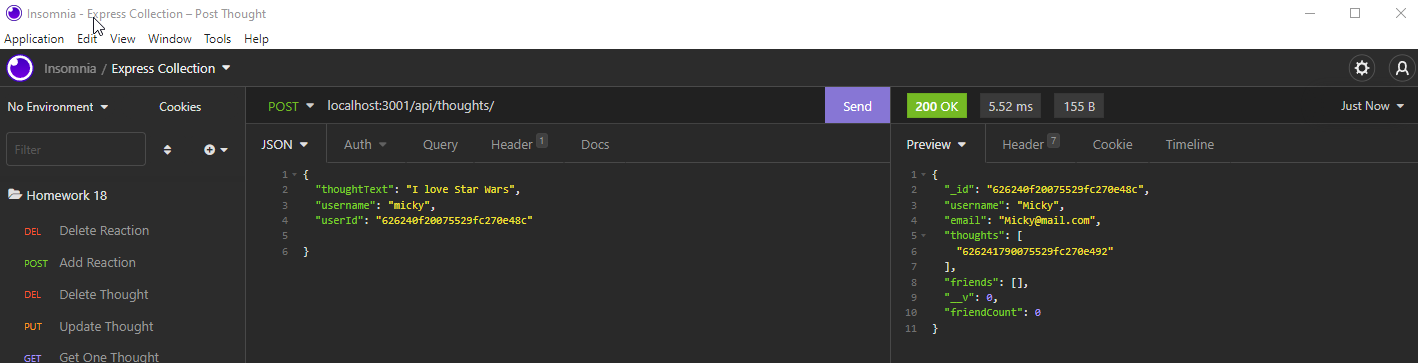 Insomnia - Express Collection – Post Thought
Application Edit View Window Tools Help
Insomnia / Express Collection
No Environment Cookies
Filter
Homework 18
DEL Delete Reaction
POST Add Reaction
DEL Delete Thought
PUT Update Thought
GET Get One Thought
POST localhost:3001/api/thoughts/ Send
JSON Auth Query Header 1 Docs
1 {
2 "thoughtText": "I love Star Wars",
3 "username": "micky",
4 "userId": "626240f20075529fc270e48c"
5
6 }
200 OK 5.52 ms 155 B Just Now
Preview Header 7 Cookie Timeline
1 {
2 "_id": "626240f20075529fc270e48c",
3 "username": "Micky",
4 "email": "Micky@mail.com",
5 "thoughts": [
6 "626241790075529fc270e492"
7 ],
8 "friends": [],
9 "__v": 0,
10 "friendCount": 0
11 }